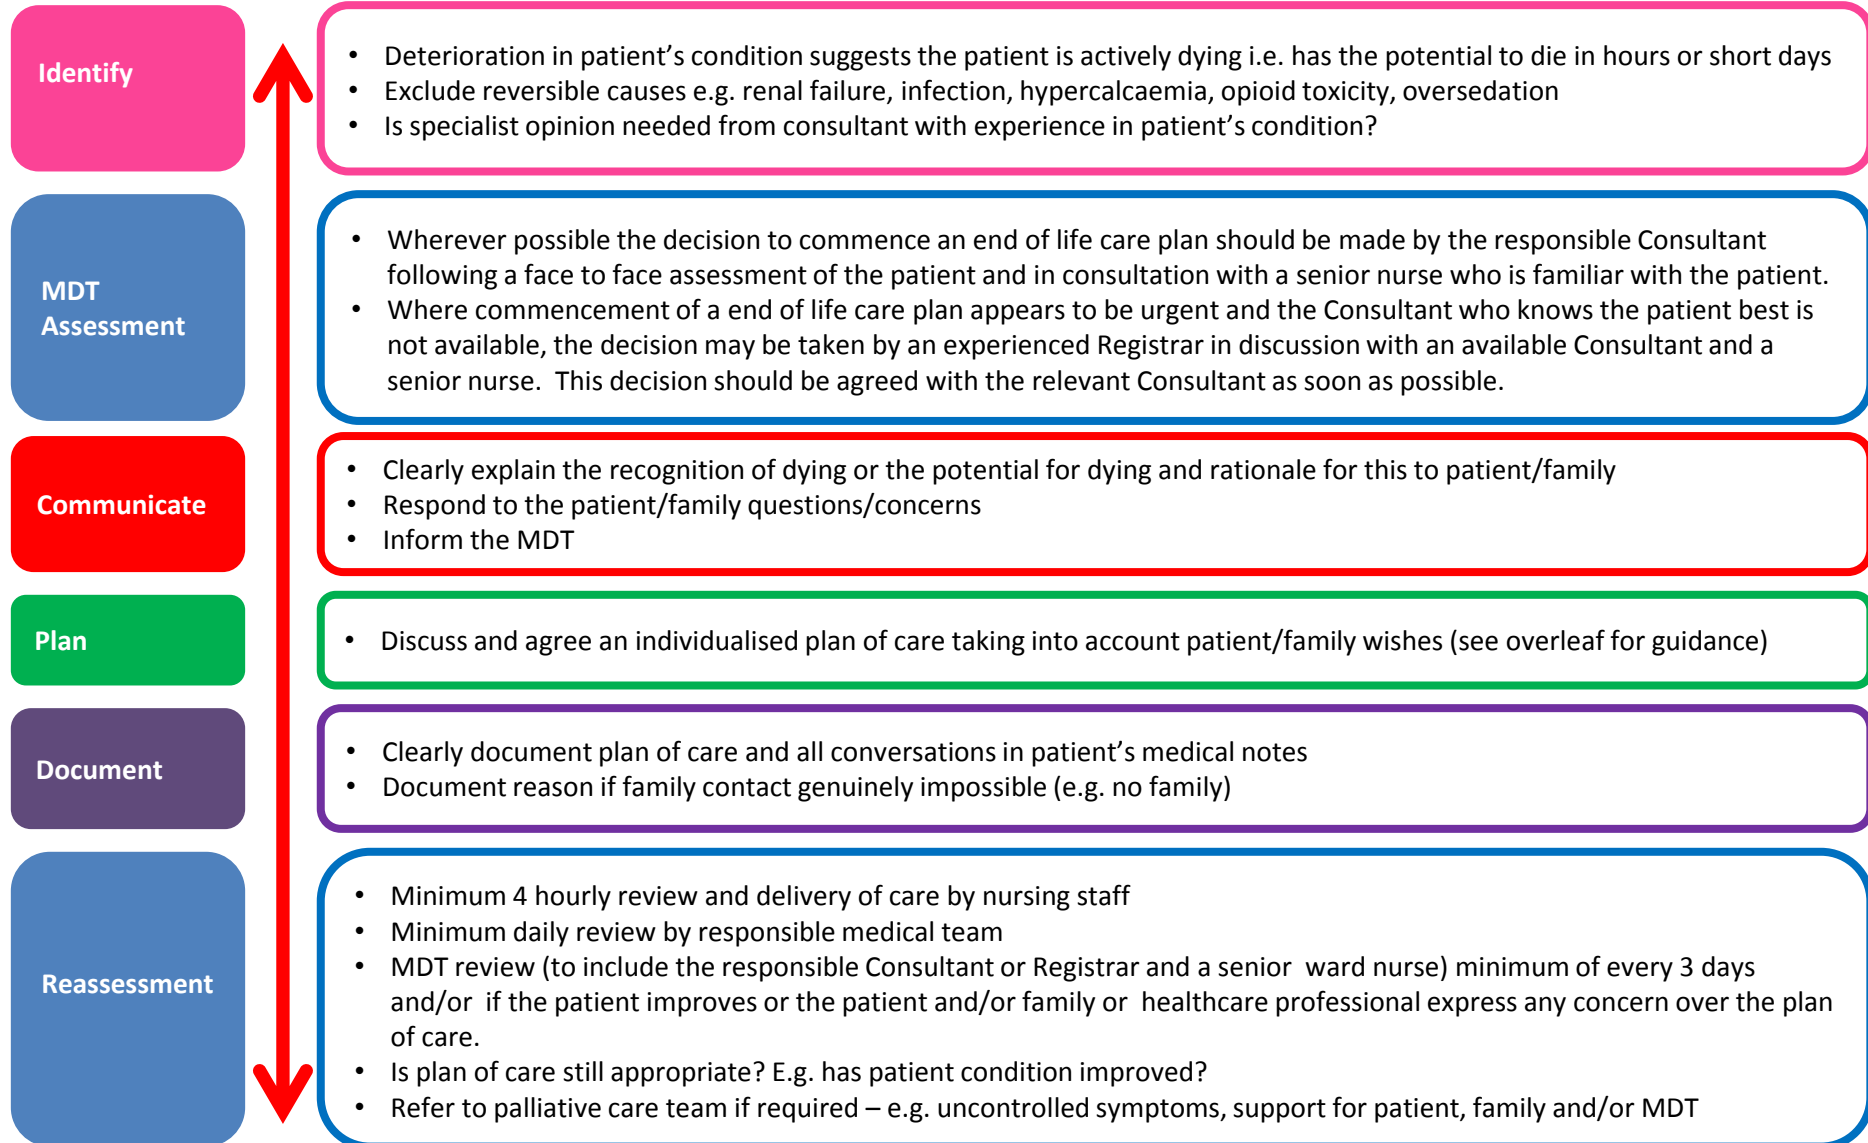 Identify
• Deterioration in patient's condition suggests the patient is actively dying i.e. has the potential to die in hours or short days
• Exclude reversible causes e.g. renal failure, infection, hypercalcaemia, opioid toxicity, oversedation
• Is specialist opinion needed from consultant with experience in patient's condition?
MDT
Assessment
• Wherever possible the decision to commence an end of life care plan should be made by the responsible Consultant
following a face to face assessment of the patient and in consultation with a senior nurse who is familiar with the patient.
• Where commencement of a end of life care plan appears to be urgent and the Consultant who knows the patient best is
not available, the decision may be taken by an experienced Registrar in discussion with an available Consultant and a
senior nurse.  This decision should be agreed with the relevant Consultant as soon as possible.
Communicate
• Clearly explain the recognition of dying or the potential for dying and rationale for this to patient/family
• Respond to the patient/family questions/concerns
• Inform the MDT
Plan
• Discuss and agree an individualised plan of care taking into account patient/family wishes (see overleaf for guidance)
Document
• Clearly document plan of care and all conversations in patient's medical notes
• Document reason if family contact genuinely impossible (e.g. no family)
Reassessment
• Minimum 4 hourly review and delivery of care by nursing staff
• Minimum daily review by responsible medical team
• MDT review (to include the responsible Consultant or Registrar and a senior  ward nurse) minimum of every 3 days
and/or  if the patient improves or the patient and/or family or  healthcare professional express any concern over the plan
of care.
• Is plan of care still appropriate? E.g. has patient condition improved?
• Refer to palliative care team if required – e.g. uncontrolled symptoms, support for patient, family and/or MDT